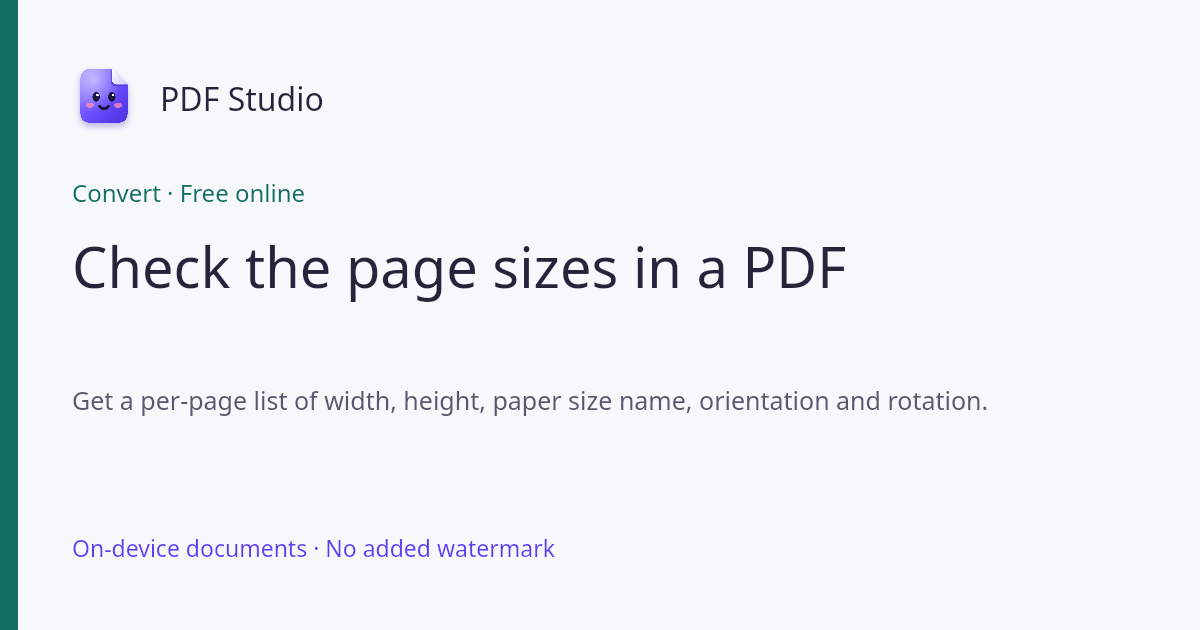 PDF Studio
Convert · Free online
Check the page sizes in a PDF
Get a per-page list of width, height, paper size name, orientation and rotation.
On-device documents · No added watermark